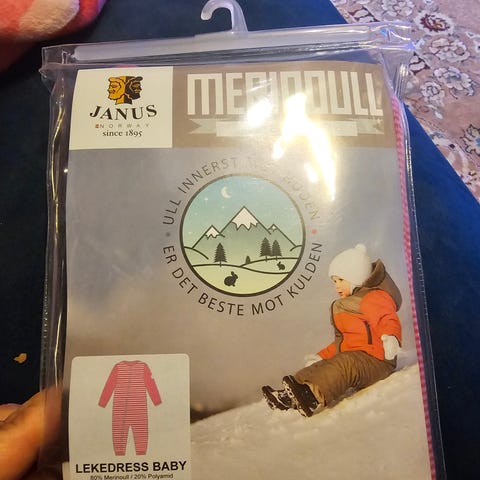 MERINOULL
JANUS
NORWAY
since 1895
ULL INNERST
ER DET BESTE MOT KULDEN
LEKEDRESS BABY
80% Merinoull / 20% Polyamid